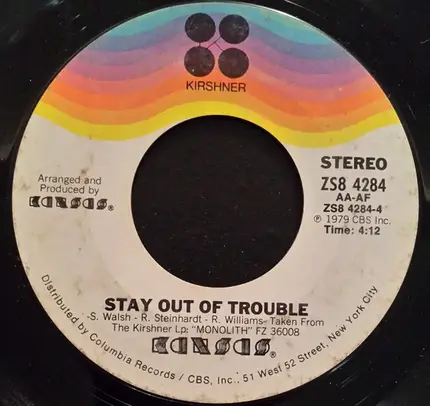 KIRSHNER
STEREO
Arranged and
Produced by
KANSAS®
ZS8 4284
AA-AF
ZS8 4284-4
℗ 1979 CBS Inc.
Time: 4:12
STAY OUT OF TROUBLE
-S. Walsh - R. Steinhardt - R. Williams- Taken From
The Kirshner Lp: "MONOLITH" FZ 36008
KANSAS®
Distributed by Columbia Records / CBS, Inc., 51 West 52 Street, New York City